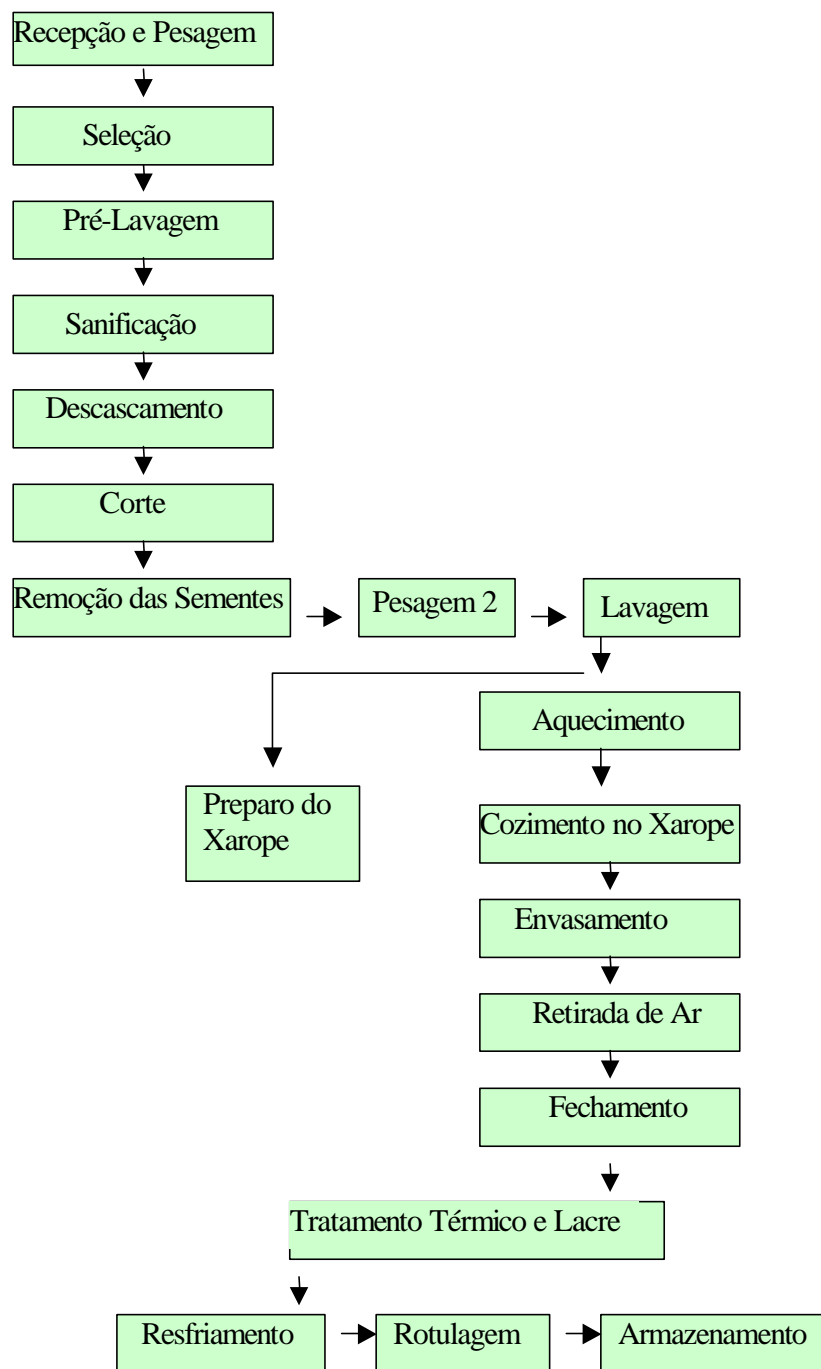 Recepção e Pesagem
Seleção
Pré-Lavagem
Sanificação
Descascamento
Corte
Remoção das Sementes
Pesagem 2
Lavagem
Aquecimento
Preparo do
Xarope
Cozimento no Xarope
Envasamento
Retirada de Ar
Fechamento
Tratamento Térmico e Lacre
Resfriamento
Rotulagem
Armazenamento